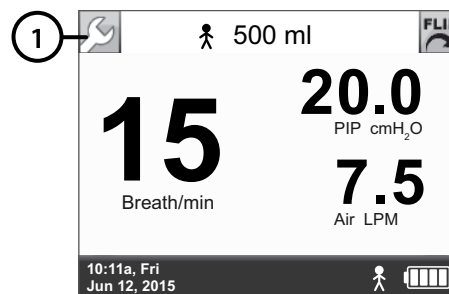 1
500 ml
FLI
15
Breath/min
20.0
PIP cmH₂O
7.5
Air LPM
10:11a, Fri
Jun 12, 2015